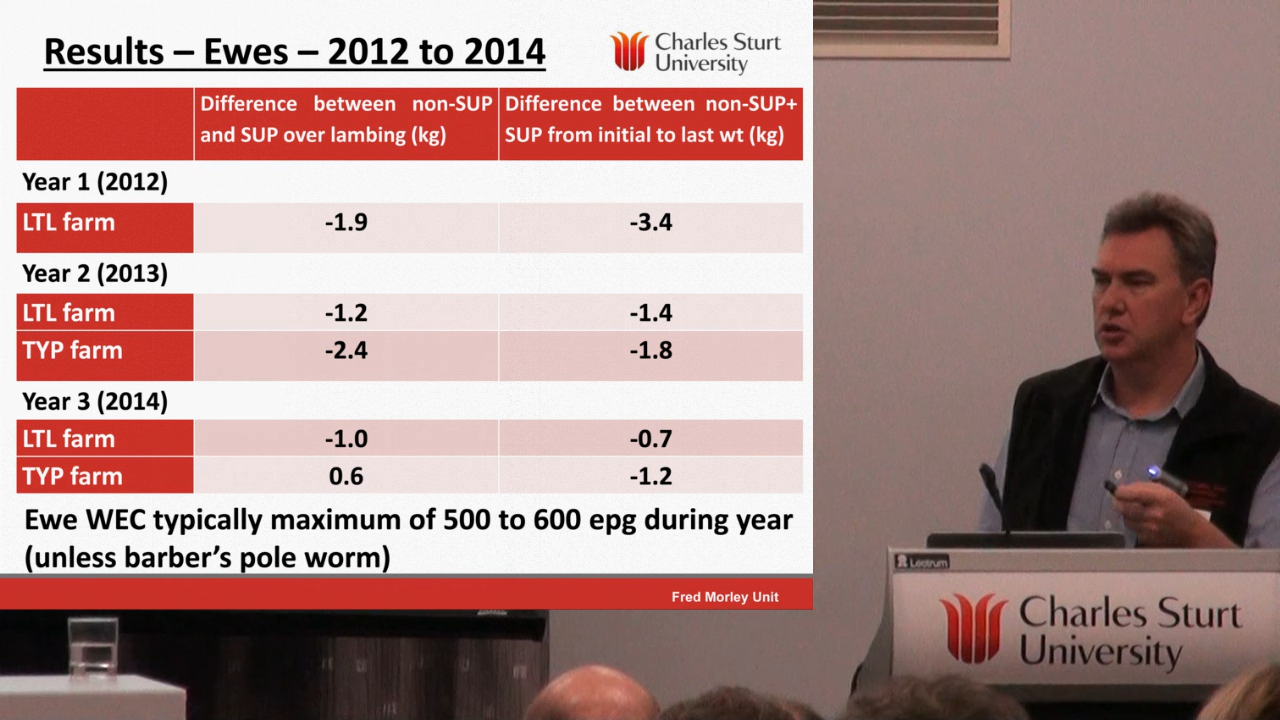 Results – Ewes – 2012 to 2014
Charles Sturt
University
Difference between non-SUP
and SUP over lambing (kg)
Difference between non-SUP+
SUP from initial to last wt (kg)
Year 1 (2012)
LTL farm -1.9 -3.4
Year 2 (2013)
LTL farm -1.2 -1.4
TYP farm -2.4 -1.8
Year 3 (2014)
LTL farm -1.0 -0.7
TYP farm 0.6 -1.2
Ewe WEC typically maximum of 500 to 600 epg during year
(unless barber’s pole worm)
Fred Morley Unit
Lectrum
Charles Sturt
University